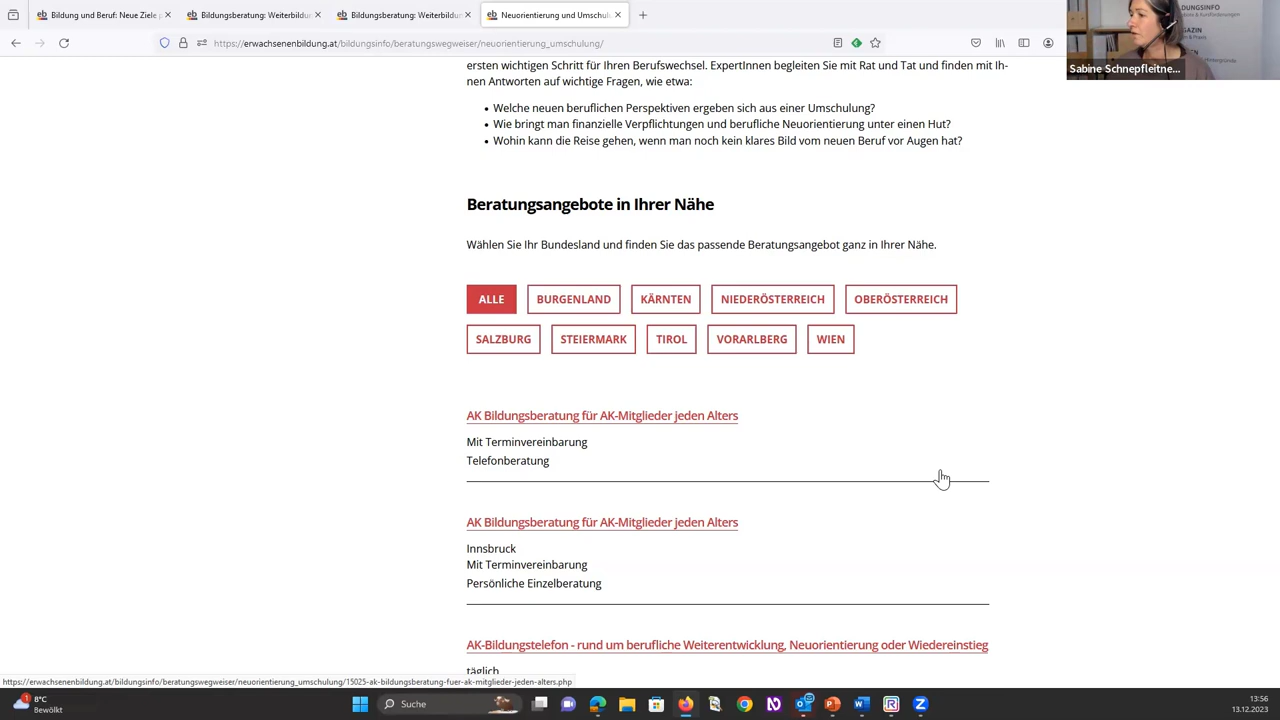 Bildung und Beruf: Neue Ziele
Bildungsberatung: Weiterbildun
Bildungsberatung: Weiterbildun
Neuorientierung und Umschulu
https://erwachsenenbildung.at/bildungsinfo/beratungswegweiser/neuorientierung_umschulung/
ersten wichtigen Schritt für Ihren Berufswechsel. ExpertInnen begleiten Sie mit Rat und Tat und finden mit Ih-
nen Antworten auf wichtige Fragen, wie etwa:
Welche neuen beruflichen Perspektiven ergeben sich aus einer Umschulung?
Wie bringt man finanzielle Verpflichtungen und berufliche Neuorientierung unter einen Hut?
Wohin kann die Reise gehen, wenn man noch kein klares Bild vom neuen Beruf vor Augen hat?
Beratungsangebote in Ihrer Nähe
Wählen Sie Ihr Bundesland und finden Sie das passende Beratungsangebot ganz in Ihrer Nähe.
ALLE BURGENLAND KÄRNTEN NIEDERÖSTERREICH OBERÖSTERREICH
SALZBURG STEIERMARK TIROL VORARLBERG WIEN
AK Bildungsberatung für AK-Mitglieder jeden Alters
Mit Terminvereinbarung
Telefonberatung
AK Bildungsberatung für AK-Mitglieder jeden Alters
Innsbruck
Mit Terminvereinbarung
Persönliche Einzelberatung
AK-Bildungstelefon - rund um berufliche Weiterentwicklung, Neuorientierung oder Wiedereinstieg
täglich
https://erwachsenenbildung.at/bildungsinfo/beratungswegweiser/neuorientierung_umschulung/15025-ak-bildungsberatung-fuer-ak-mitglieder-jeden-alters.php
Sabine Schnepfleitne...
8°C
Bewölkt
Suche
13:56
13.12.2023